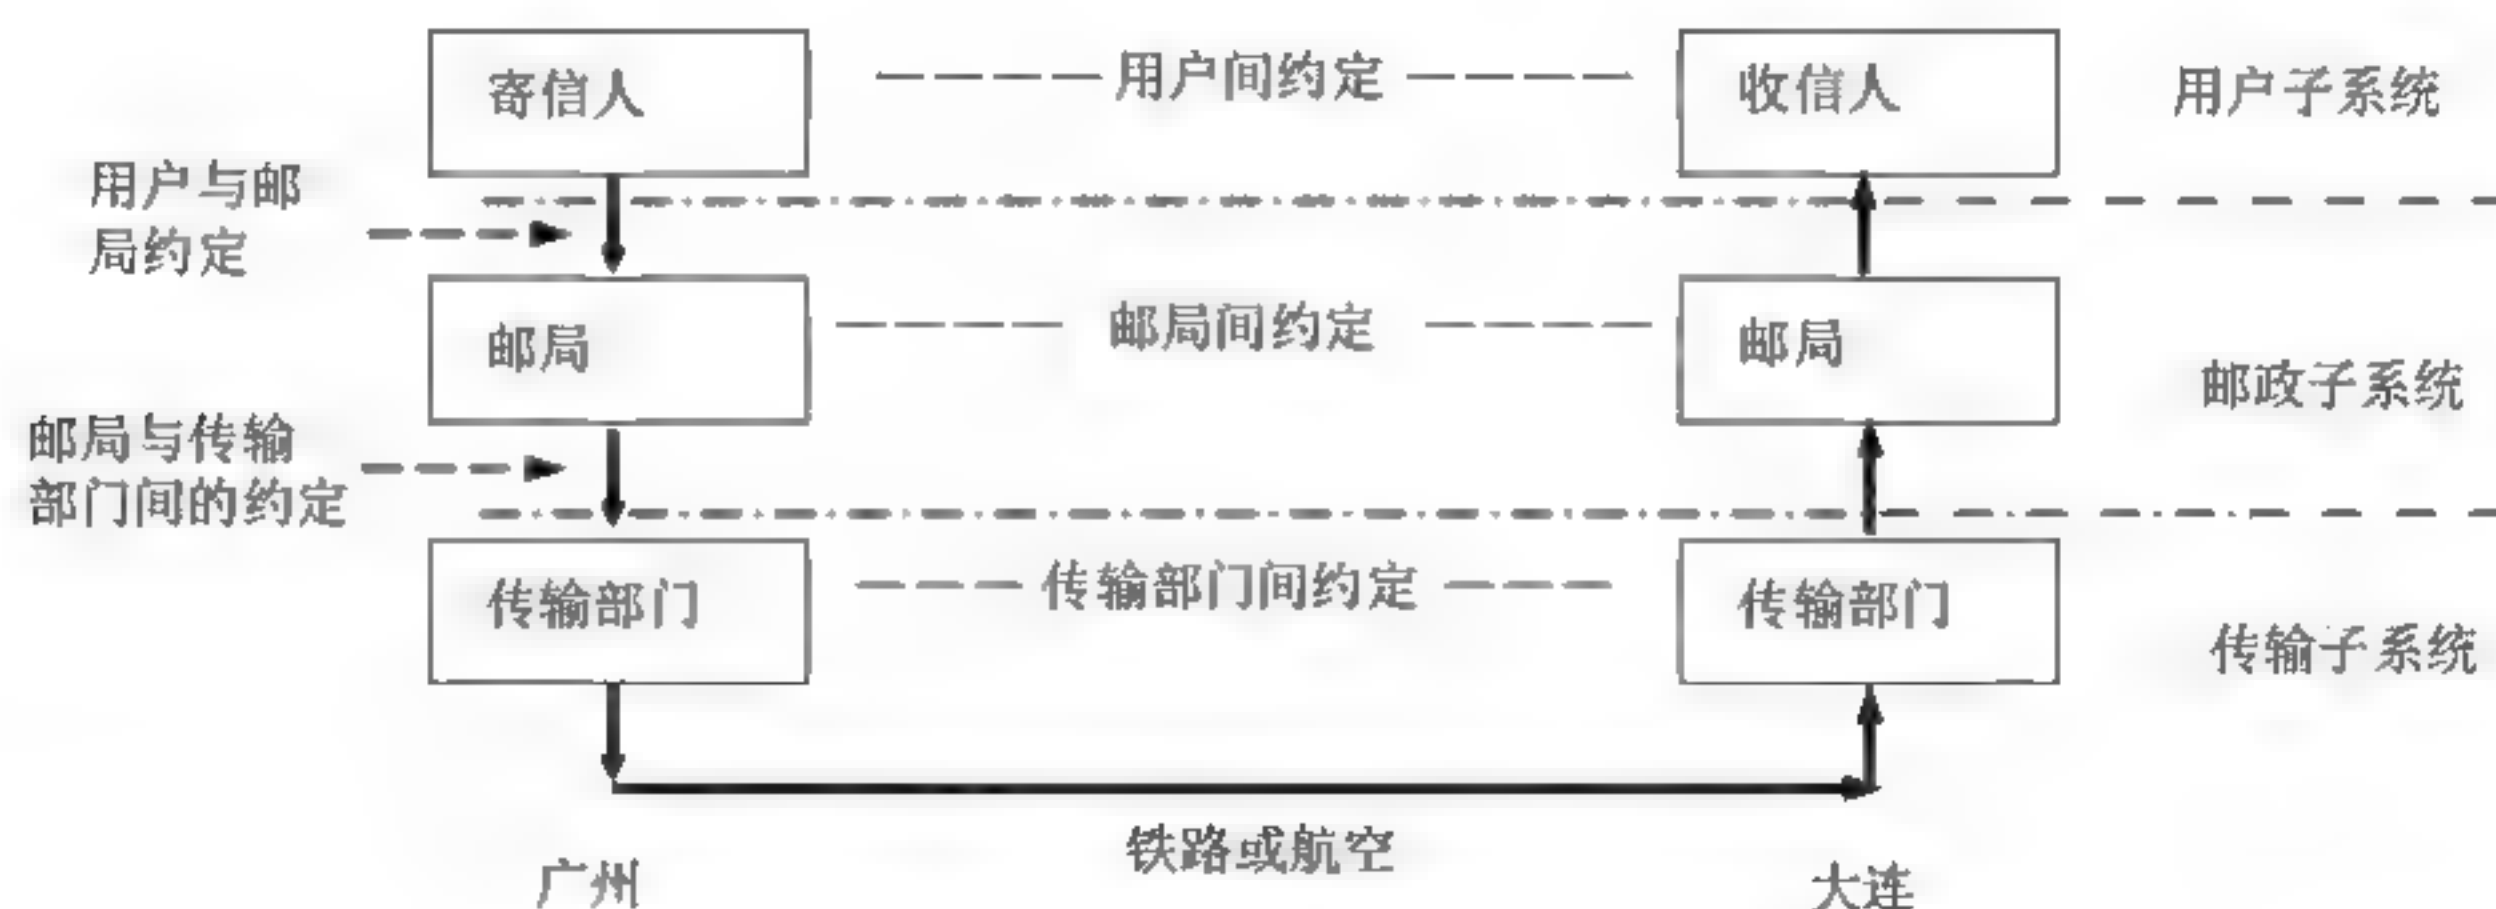 寄信人
用户间约定
收信人
用户子系统
用户与邮
局约定
邮局
邮局间约定
邮局
邮政子系统
邮局与传输
部门间的约定
传输部门
传输部门间约定
传输部门
传输子系统
铁路或航空
广州
大连